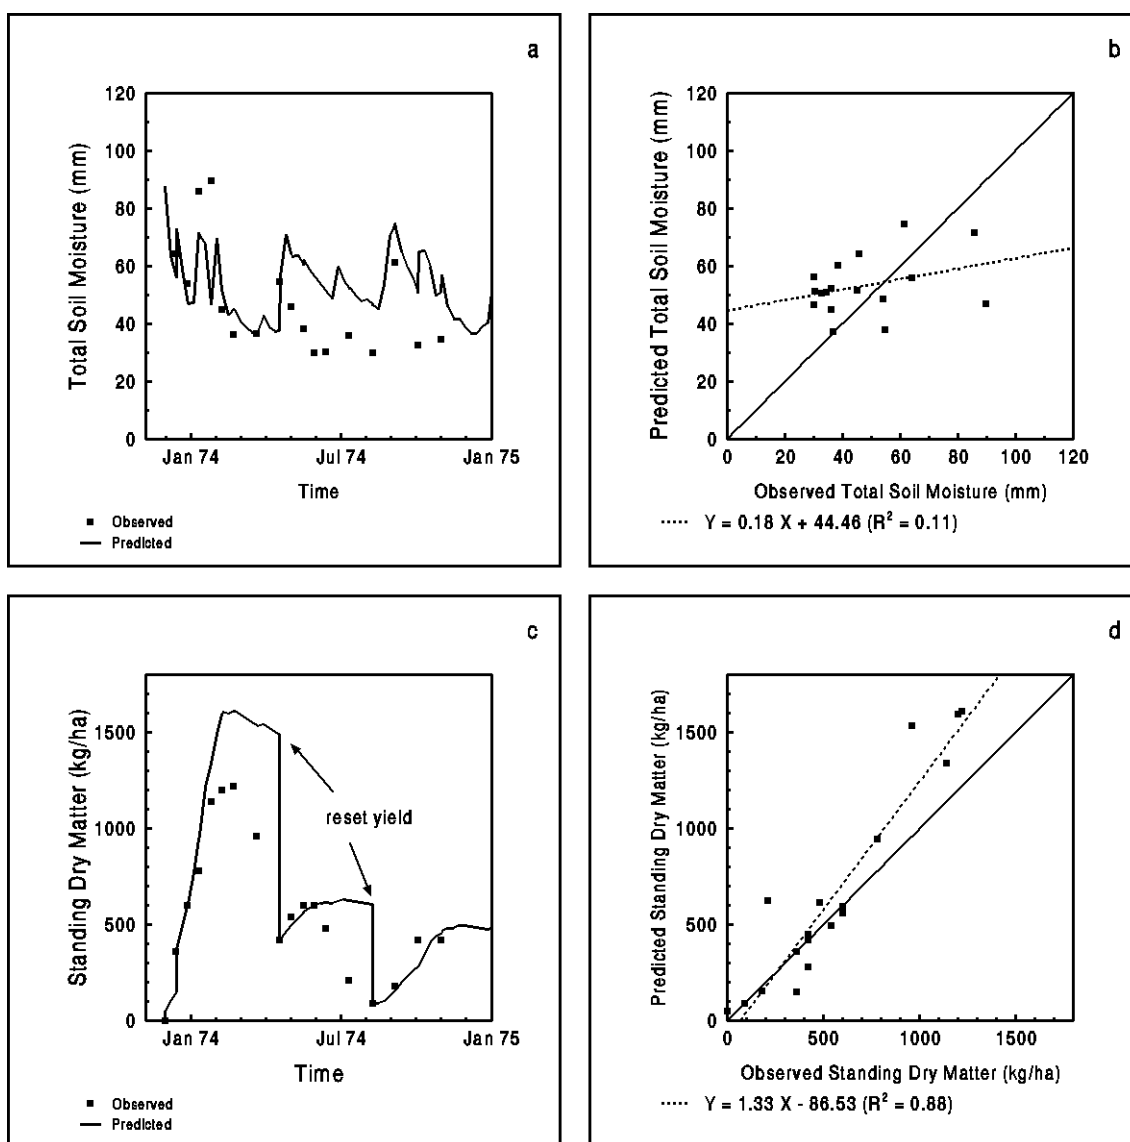 a
Total Soil Moisture (mm)
120
100
80
60
40
20
0
Jan 74 Jul 74 Jan 75
Time
Observed
Predicted
b
Predicted Total Soil Moisture (mm)
120
100
80
60
40
20
0
0 20 40 60 80 100 120
Observed Total Soil Moisture (mm)
Y = 0.18 X + 44.46 (R² = 0.11)
c
Standing Dry Matter (kg/ha)
1500
1000
500
0
reset yield
Jan 74 Jul 74 Jan 75
Time
Observed
Predicted
d
Predicted Standing Dry Matter (kg/ha)
1500
1000
500
0
0 500 1000 1500
Observed Standing Dry Matter (kg/ha)
Y = 1.33 X - 86.53 (R² = 0.88)